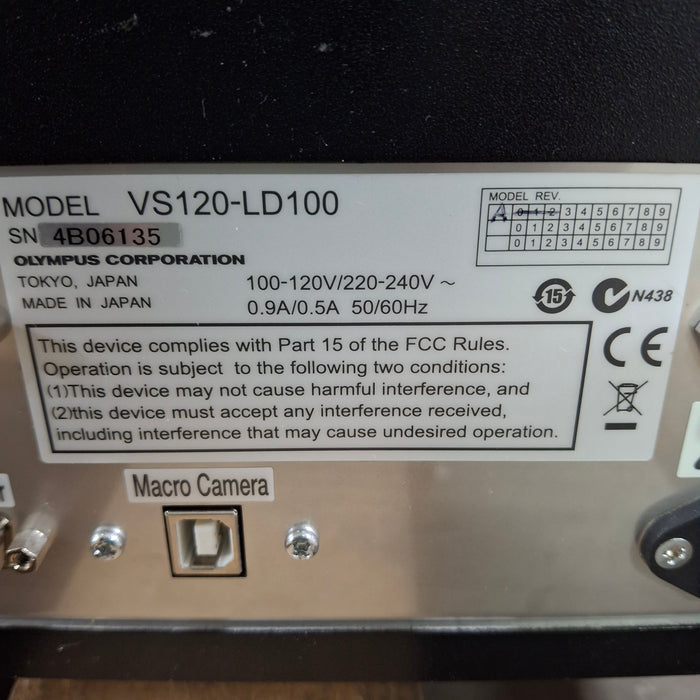 MODEL VS120-LD100
SN 4B06135
OLYMPUS CORPORATION
TOKYO, JAPAN
MADE IN JAPAN
100-120V/220-240V ~
0.9A/0.5A 50/60Hz
MODEL REV.
A 0 1 2 3 4 5 6 7 8 9
0 1 2 3 4 5 6 7 8 9
0 1 2 3 4 5 6 7 8 9
15
N438
CE
This device complies with Part 15 of the FCC Rules.
Operation is subject to the following two conditions:
(1)This device may not cause harmful interference, and
(2)this device must accept any interference received,
including interference that may cause undesired operation.
Macro Camera